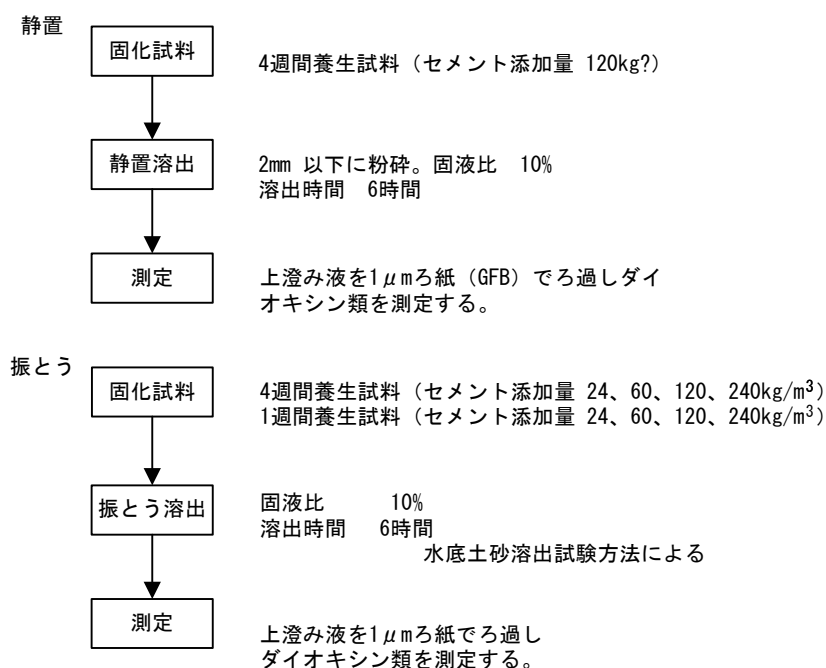 静置
固化試料
4週間養生試料（セメント添加量 120kg?）
静置溶出
2mm 以下に粉砕。固液比 10%
溶出時間 6時間
測定
上澄み液を1μmろ紙（GFB）でろ過しダイ
オキシン類を測定する。
振とう
固化試料
4週間養生試料（セメント添加量 24、60、120、240kg/m³）
1週間養生試料（セメント添加量 24、60、120、240kg/m³）
振とう溶出
固液比 10%
溶出時間 6時間
水底土砂溶出試験方法による
測定
上澄み液を1μmろ紙でろ過し
ダイオキシン類を測定する。